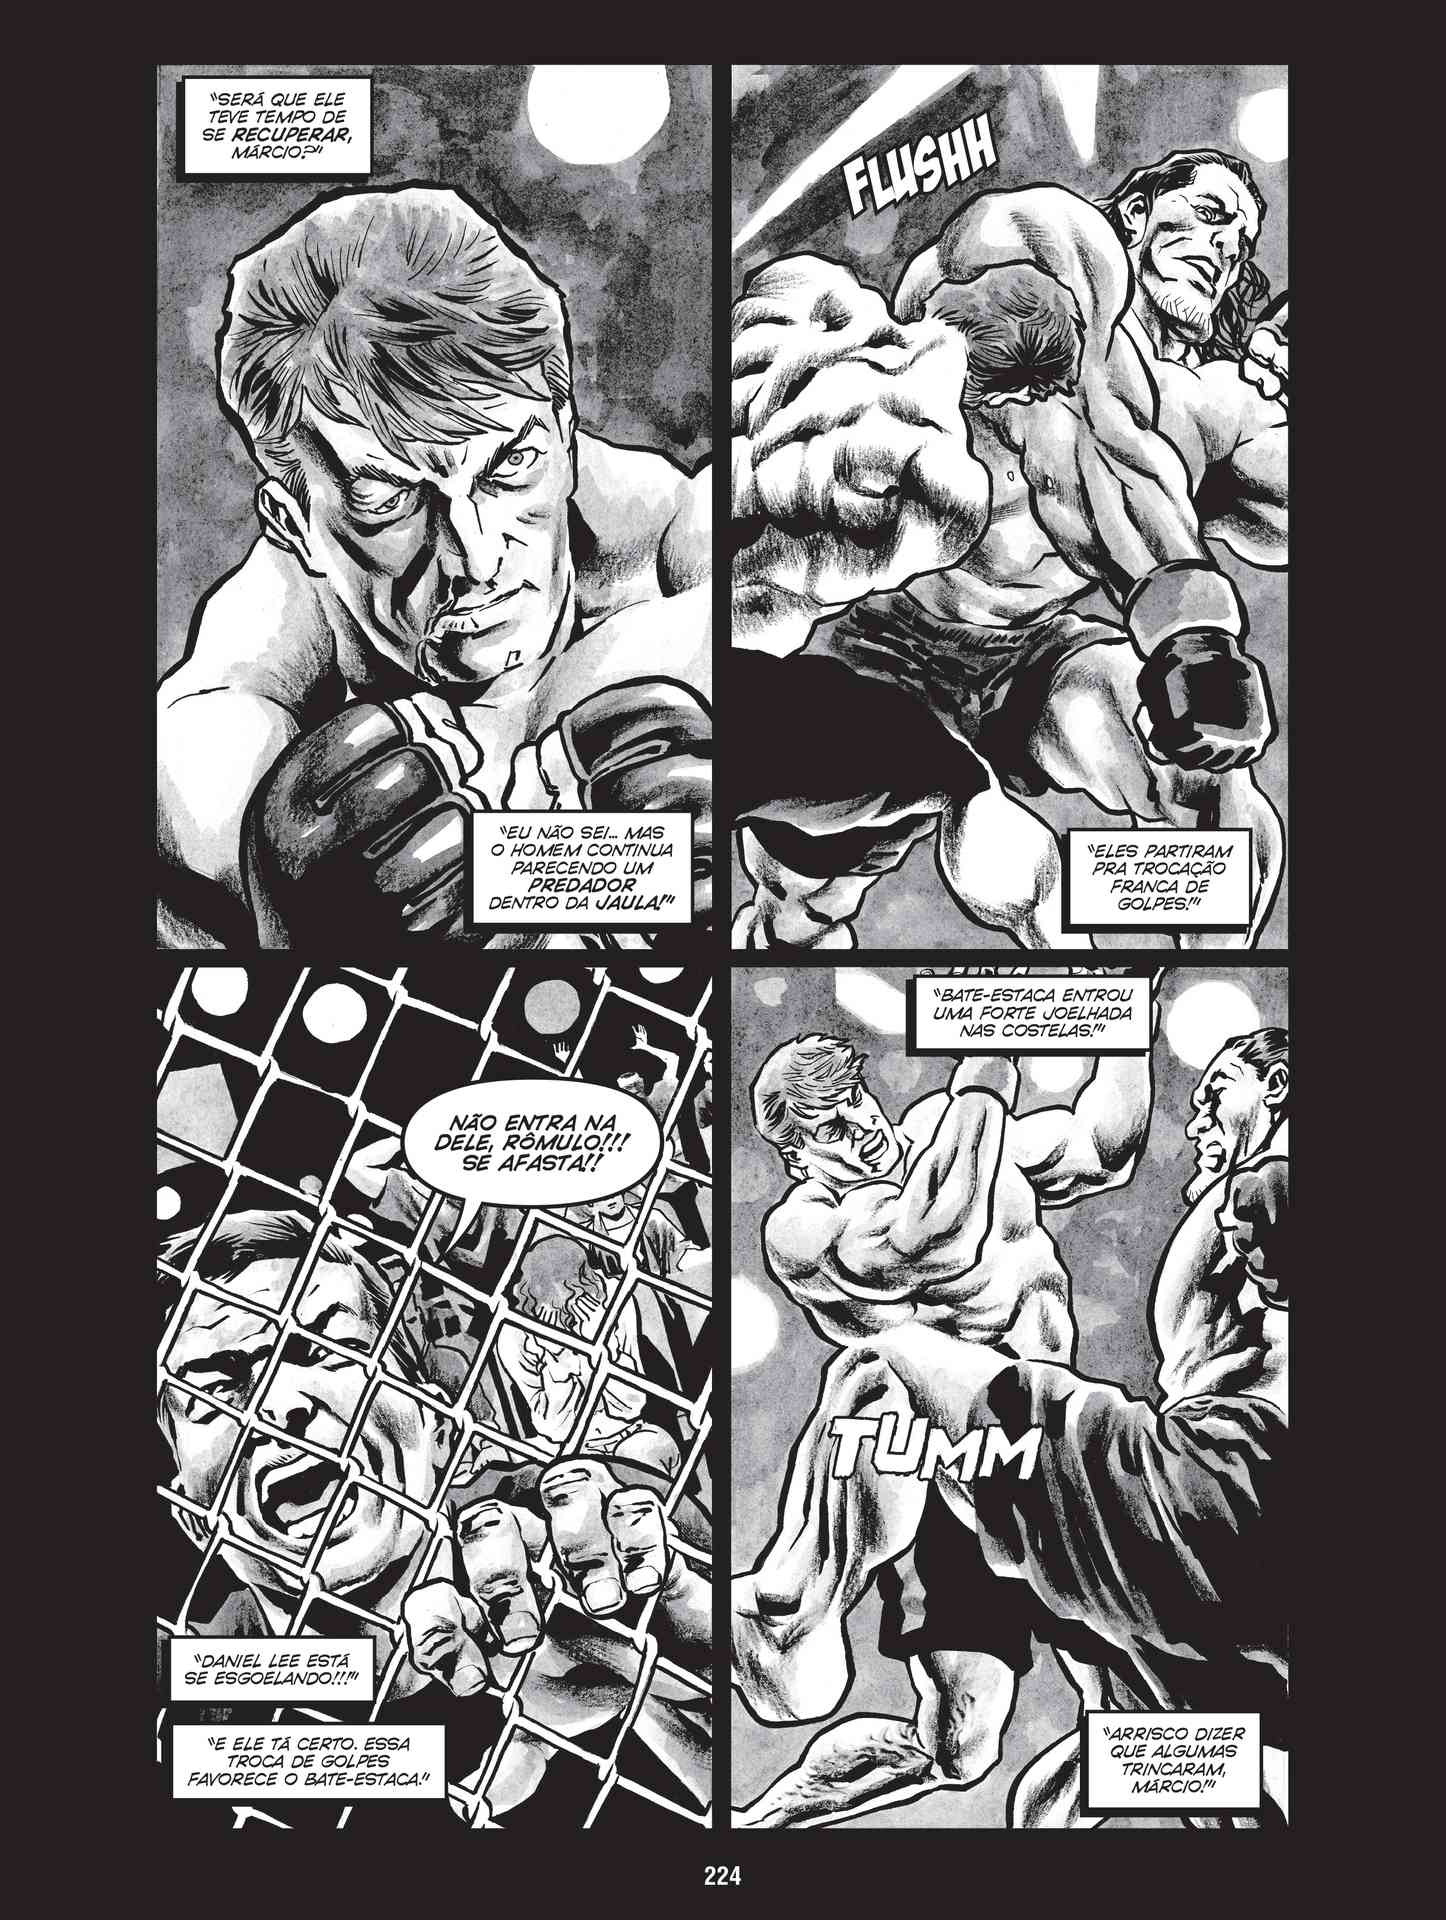 "SERÁ QUE ELE
TEVE TEMPO DE
SE RECUPERAR,
MÁRCIO?"
"EU NÃO SEI... MAS
O HOMEM CONTINUA
PARECENDO UM
PREDADOR
DENTRO DA JAULA!"
FLUSHH
"ELES PARTIRAM
PRA TROCAÇÃO
FRANCA DE
GOLPES!"
NÃO ENTRA NA
DELE, RÔMULO!!!
SE AFASTA!!
"DANIEL LEE ESTÁ
SE ESGOELANDO!!!"
"E ELE TÁ CERTO. ESSA
TROCA DE GOLPES
FAVORECE O BATE-ESTACA."
"BATE-ESTACA ENTROU
UMA FORTE JOELHADA
NAS COSTELAS!"
TUMM
"ARRISCO DIZER
QUE ALGUMAS
TRINCARAM,
MÁRCIO!"
224